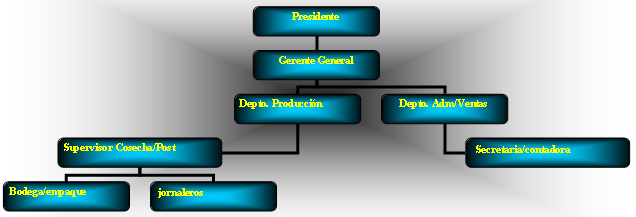 Presidente
Gerente General
Depto. Producción
Depto. Adm/Ventas
Supervisor Cosecha/Post
Secretaria/contadora
Bodega/empaque
jornaleros